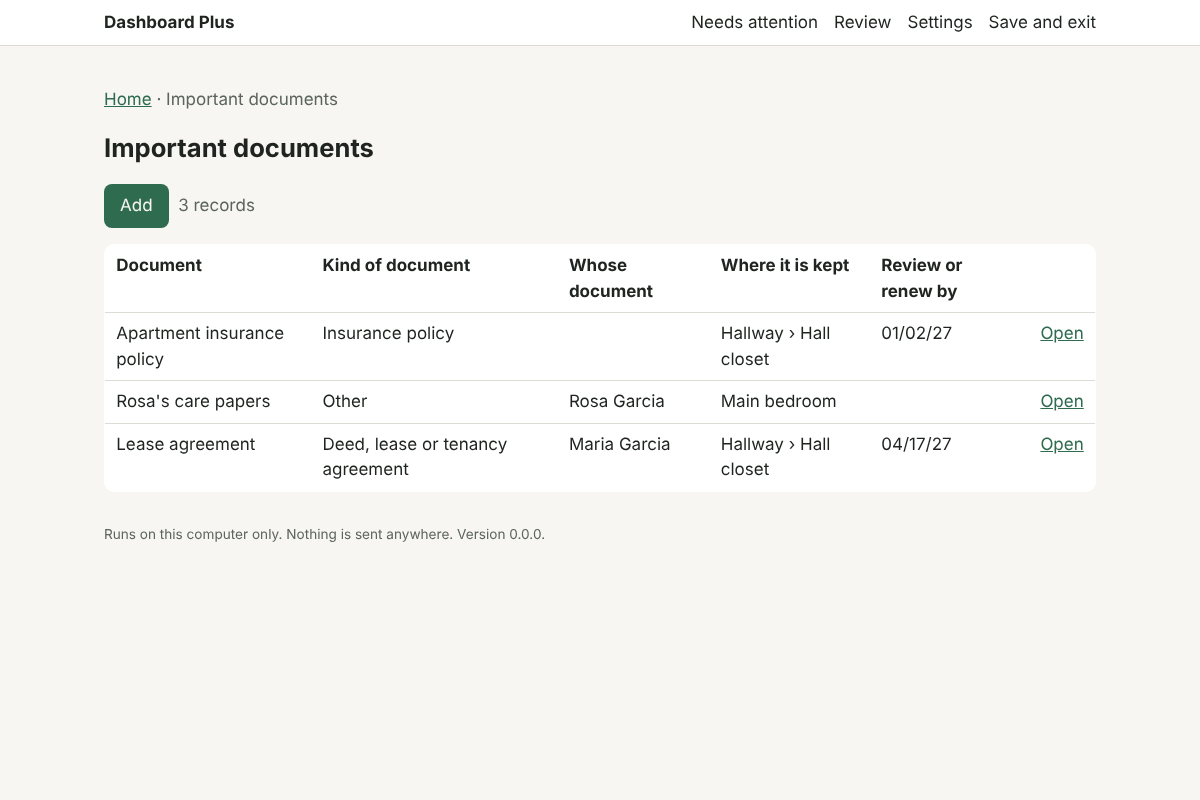 Dashboard Plus
Needs attention Review Settings Save and exit
Home · Important documents
Important documents
Add 3 records
Document Kind of document Whose document Where it is kept Review or renew by
Apartment insurance policy Insurance policy Hallway › Hall closet 01/02/27 Open
Rosa's care papers Other Rosa Garcia Main bedroom Open
Lease agreement Deed, lease or tenancy agreement Maria Garcia Hallway › Hall closet 04/17/27 Open
Runs on this computer only. Nothing is sent anywhere. Version 0.0.0.